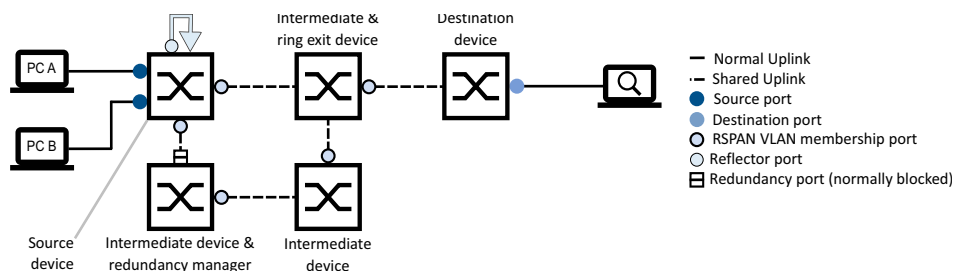 Intermediate &
ring exit device
Destination
device
PC A
PC B
Normal Uplink
Shared Uplink
Source port
Destination port
RSPAN VLAN membership port
Reflector port
Redundancy port (normally blocked)
Source
device
Intermediate device &
redundancy manager
Intermediate
device